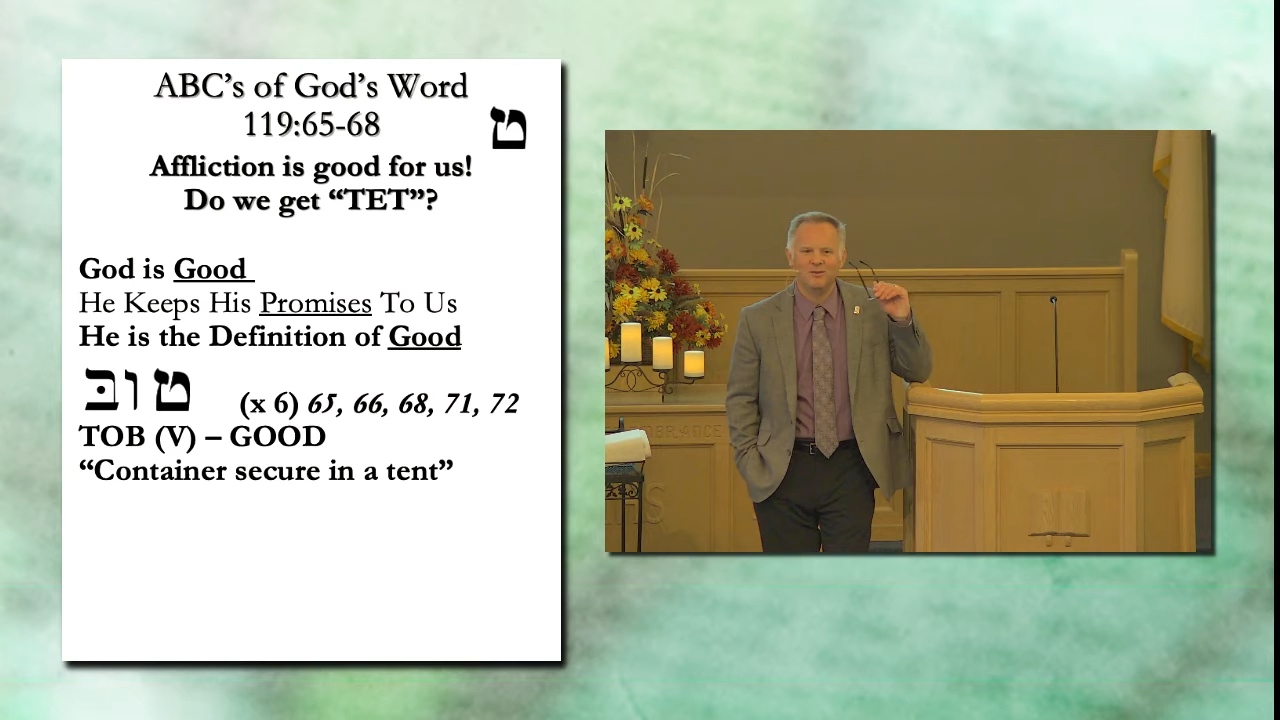 ABC’s of God’s Word
119:65-68
ט
Affliction is good for us!
Do we get “TET”?
God is Good
He Keeps His Promises To Us
He is the Definition of Good
ט ובּ (x 6) 65, 66, 68, 71, 72
TOB (V) – GOOD
“Container secure in a tent”